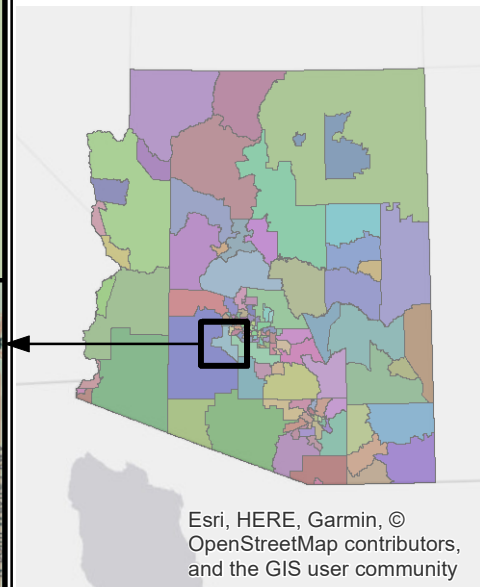 Esri, HERE, Garmin, ©
OpenStreetMap contributors,
and the GIS user community